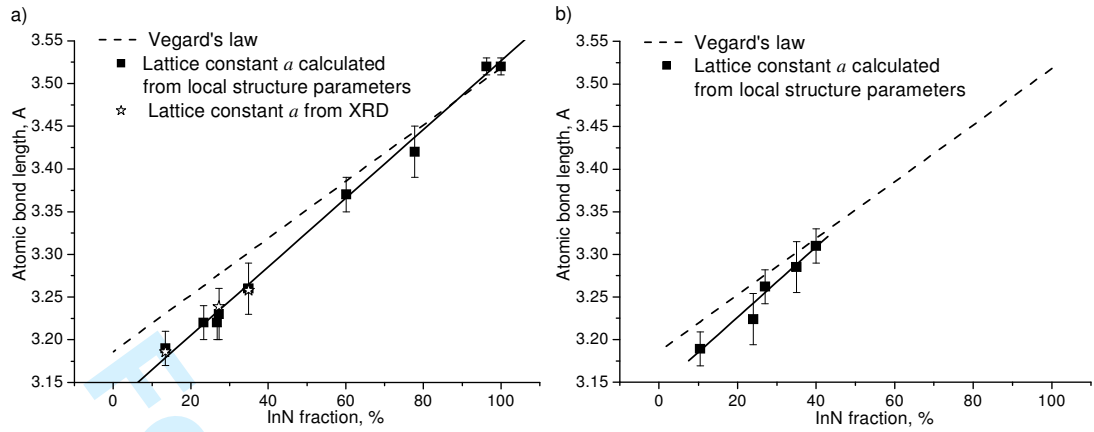 a)
Vegard's law
Lattice constant a calculated
from local structure parameters
Lattice constant a from XRD
Atomic bond length, A
3.55
3.50
3.45
3.40
3.35
3.30
3.25
3.20
3.15
0 20 40 60 80 100
InN fraction, %
b)
Vegard's law
Lattice constant a calculated
from local structure parameters
Atomic bond length, A
3.55
3.50
3.45
3.40
3.35
3.30
3.25
3.20
3.15
0 20 40 60 80 100
InN fraction, %